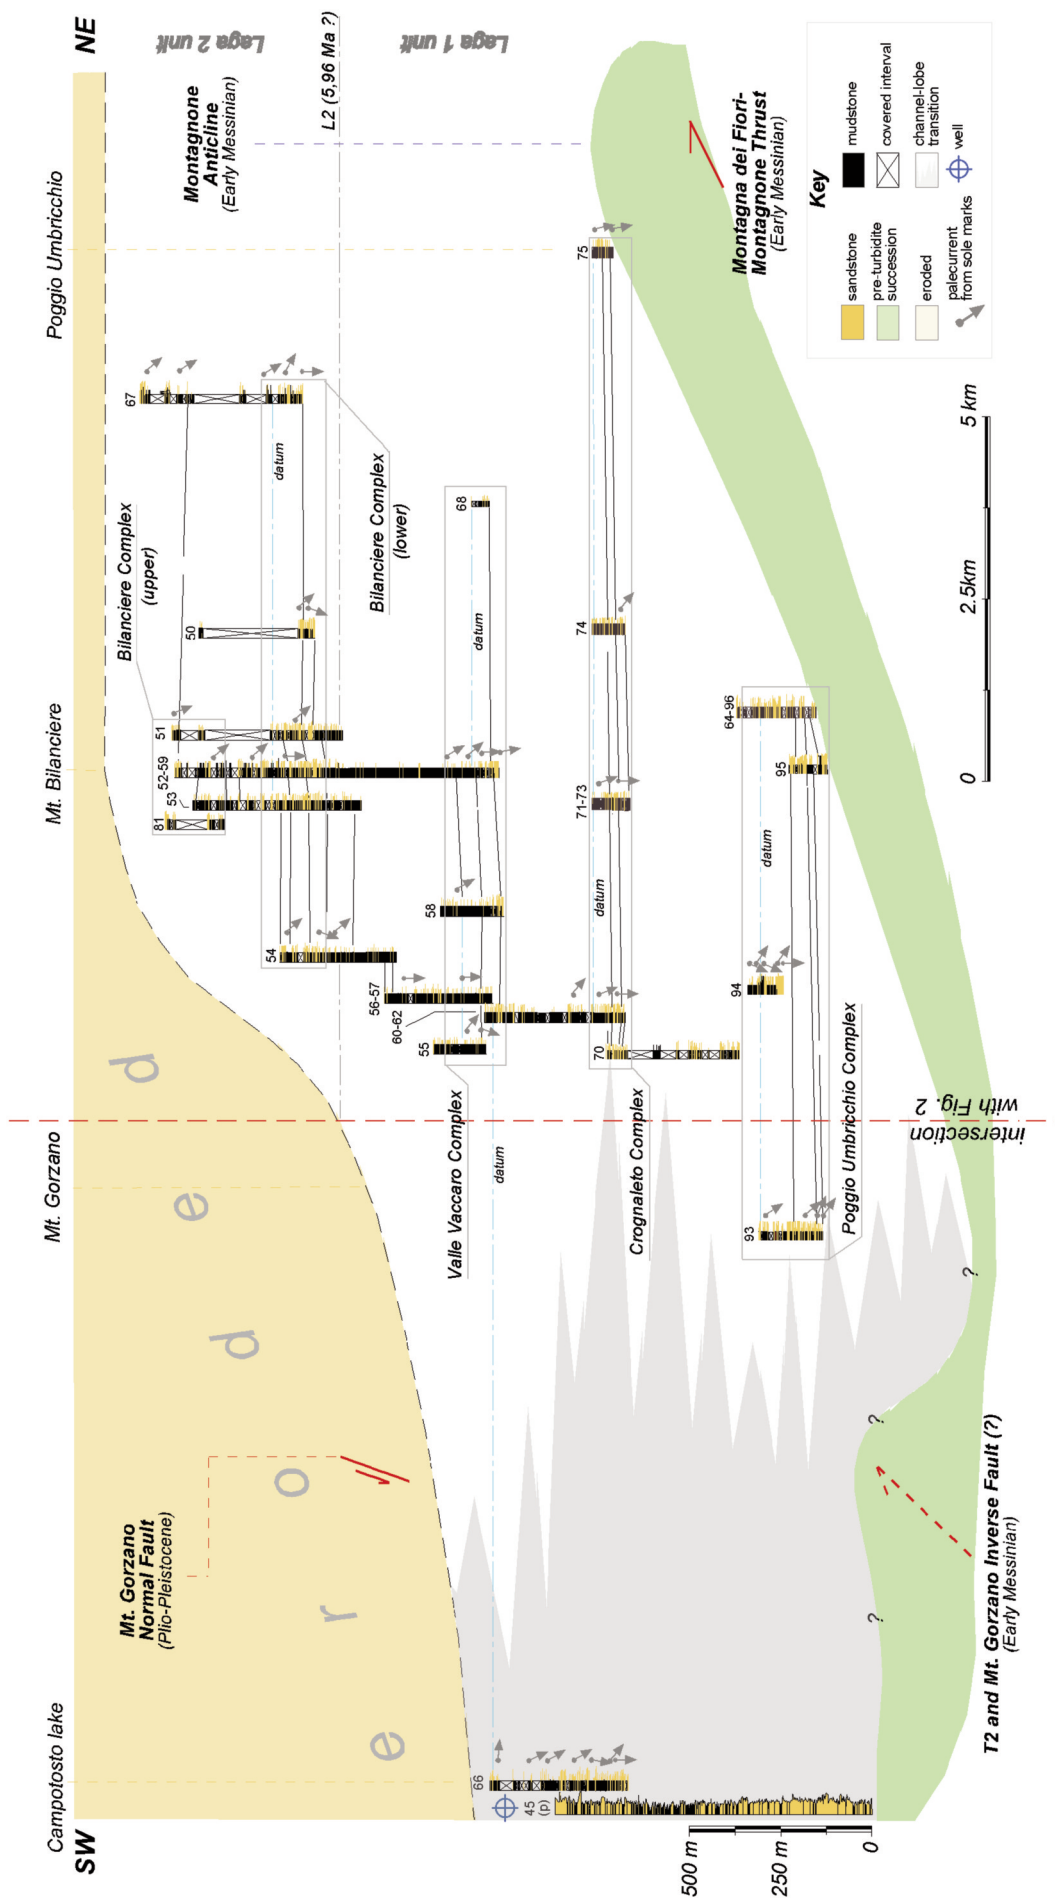 SW
NE
Campotosto lake
Mt. Gorzano
Mt. Bilanciere
Poggio Umbricchio
Laga 2 unit
Laga 1 unit
L2 (5,96 Ma ?)
Montagnone
Anticline
(Early Messinian)
Mt. Gorzano
Normal Fault
(Plio-Pleistocene)
e r o d e d
Bilanciere Complex
(upper)
Bilanciere Complex
(lower)
67
50
51
52-59
53
81
54
datum
68
58
56-57
60-62
55
datum
Valle Vaccaro Complex
datum
75
74
71-73
70
datum
Crognaleto Complex
64-96
95
94
93
datum
Poggio Umbricchio Complex
66
45
(p)
intersection
with Fig. 2
?
?
?
T2 and Mt. Gorzano Inverse Fault (?)
(Early Messinian)
Montagna dei Fiori-
Montagnone Thrust
(Early Messinian)
500 m
250 m
0
0
2.5km
5 km
Key
sandstone
mudstone
pre-turbidite
succession
covered interval
eroded
channel-lobe
transition
palecurrent
from sole marks
well